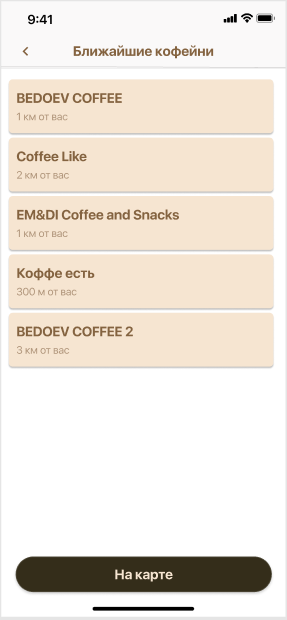 9:41
Ближайшие кофейни
BEDOEV COFFEE
1 км от вас
Coffee Like
2 км от вас
EM&DI Coffee and Snacks
1 км от вас
Коффе есть
300 м от вас
BEDOEV COFFEE 2
3 км от вас
На карте